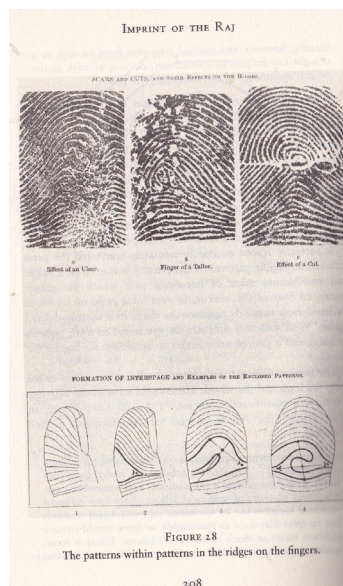 IMPRINT OF THE RAJ
SCARS AND CUTS, AND THEIR EFFECTS ON THE RIDGES.
a
b
c
Effect of an Ulcer.
Finger of a Tailor.
Effect of a Cut.
FORMATION OF INTERSPACE AND EXAMPLES OF THE ENCLOSED PATTERNS.
1 2 3 4
FIGURE 28
The patterns within patterns in the ridges on the fingers.
208